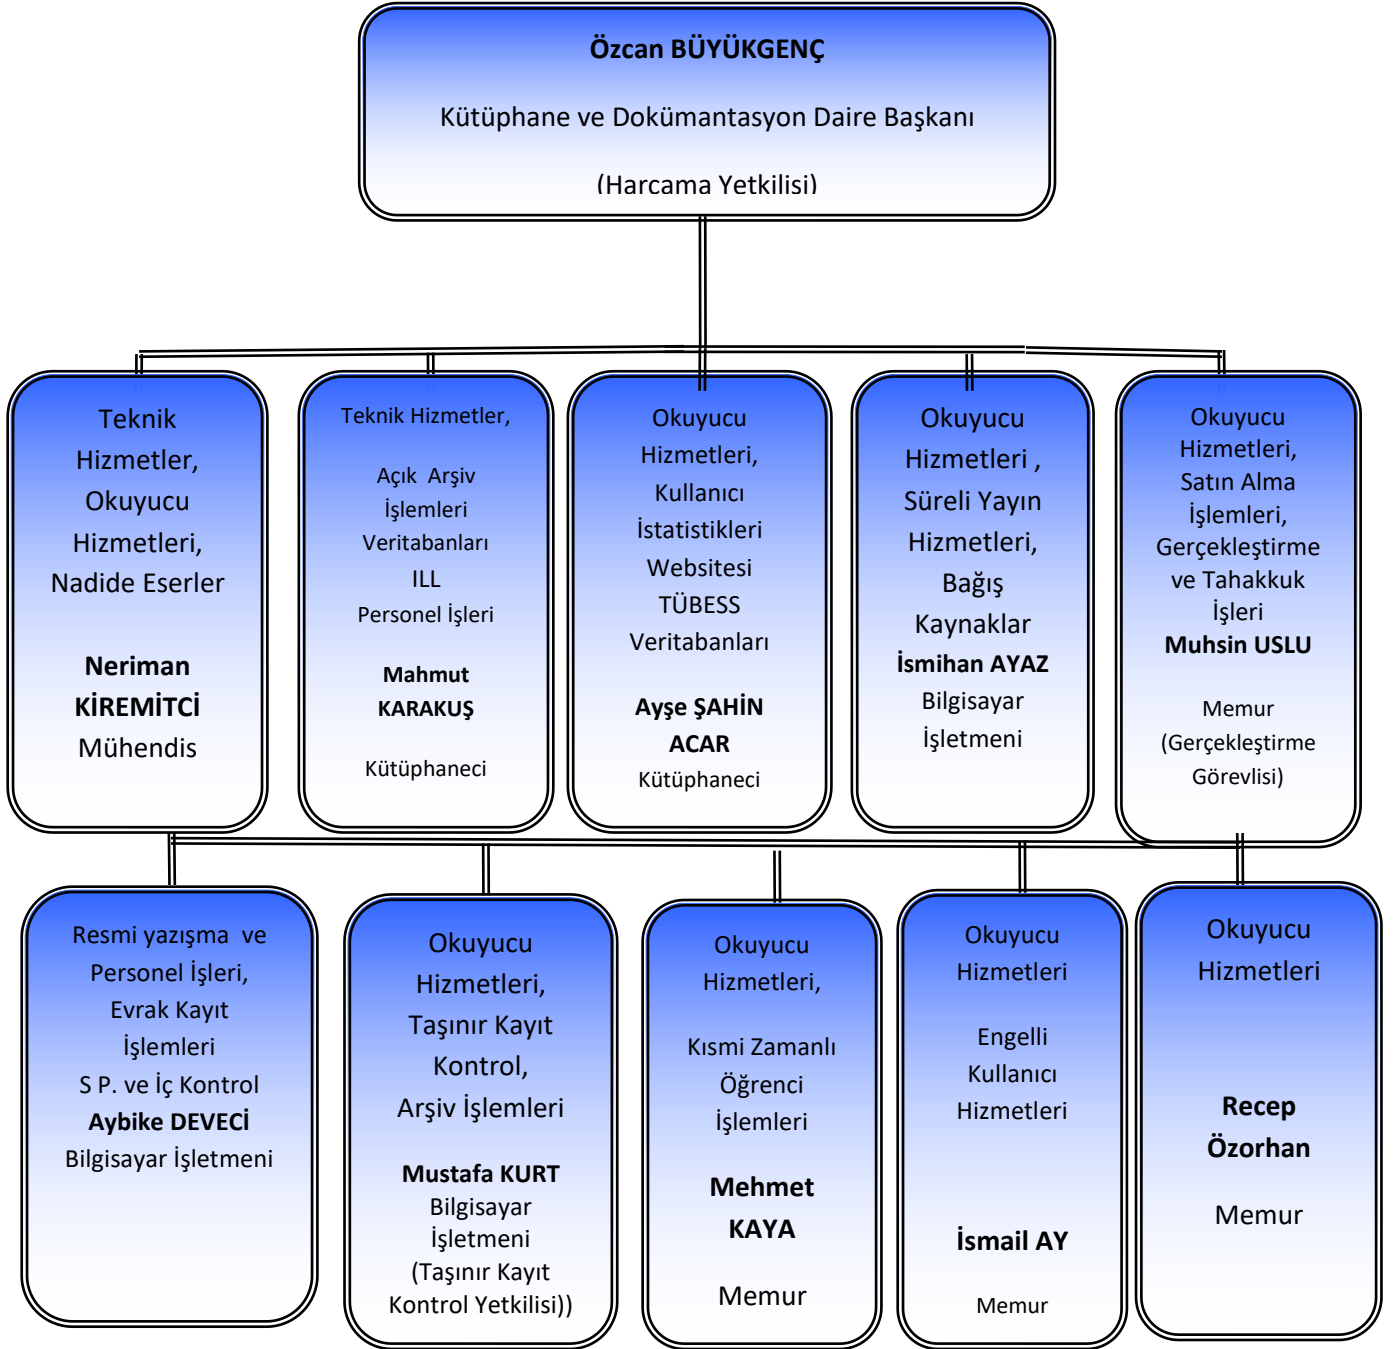 Özcan BÜYÜKGENÇ
Kütüphane ve Dokümantasyon Daire Başkanı
(Harcama Yetkilisi)
Teknik
Hizmetler,
Okuyucu
Hizmetleri,
Nadide Eserler
Neriman
KİREMİTCİ
Mühendis
Teknik Hizmetler,
Açık Arşiv
İşlemleri
Veritabanları
ILL
Personel İşleri
Mahmut
KARAKUŞ
Kütüphaneci
Okuyucu
Hizmetleri,
Kullanıcı
İstatistikleri
Websitesi
TÜBESS
Veritabanları
Ayşe ŞAHİN
ACAR
Kütüphaneci
Okuyucu
Hizmetleri ,
Süreli Yayın
Hizmetleri,
Bağış
Kaynaklar
İsmihan AYAZ
Bilgisayar
İşletmeni
Okuyucu
Hizmetleri,
Satın Alma
İşlemleri,
Gerçekleştirme
ve Tahakkuk
İşleri
Muhsin USLU
Memur
(Gerçekleştirme
Görevlisi)
Resmi yazışma ve
Personel İşleri,
Evrak Kayıt
İşlemleri
S P. ve İç Kontrol
Aybike DEVECİ
Bilgisayar İşletmeni
Okuyucu
Hizmetleri,
Taşınır Kayıt
Kontrol,
Arşiv İşlemleri
Mustafa KURT
Bilgisayar
İşletmeni
(Taşınır Kayıt
Kontrol Yetkilisi))
Okuyucu
Hizmetleri,
Kısmi Zamanlı
Öğrenci
İşlemleri
Mehmet
KAYA
Memur
Okuyucu
Hizmetleri
Engelli
Kullanıcı
Hizmetleri
İsmail AY
Memur
Okuyucu
Hizmetleri
Recep
Özorhan
Memur